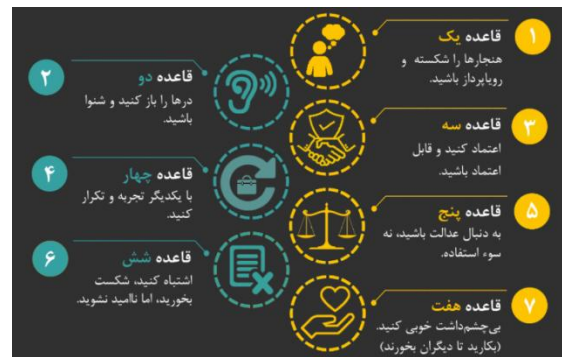 ۱
قاعده یک
هنجارها را شکسته و
رویاپرداز باشید.
۲
قاعده دو
درها را باز کنید و شنوا
باشید.
۳
قاعده سه
اعتماد کنید و قابل
اعتماد باشید.
۴
قاعده چهار
با یکدیگر تجربه و تکرار
کنید.
۵
قاعده پنج
به دنبال عدالت باشید، نه
سوء استفاده.
۶
قاعده شش
اشتباه کنید، شکست
بخورید، اما ناامید نشوید.
۷
قاعده هفت
بی‌چشم‌داشت خوبی کنید.
(بکارید تا دیگران بخورند)